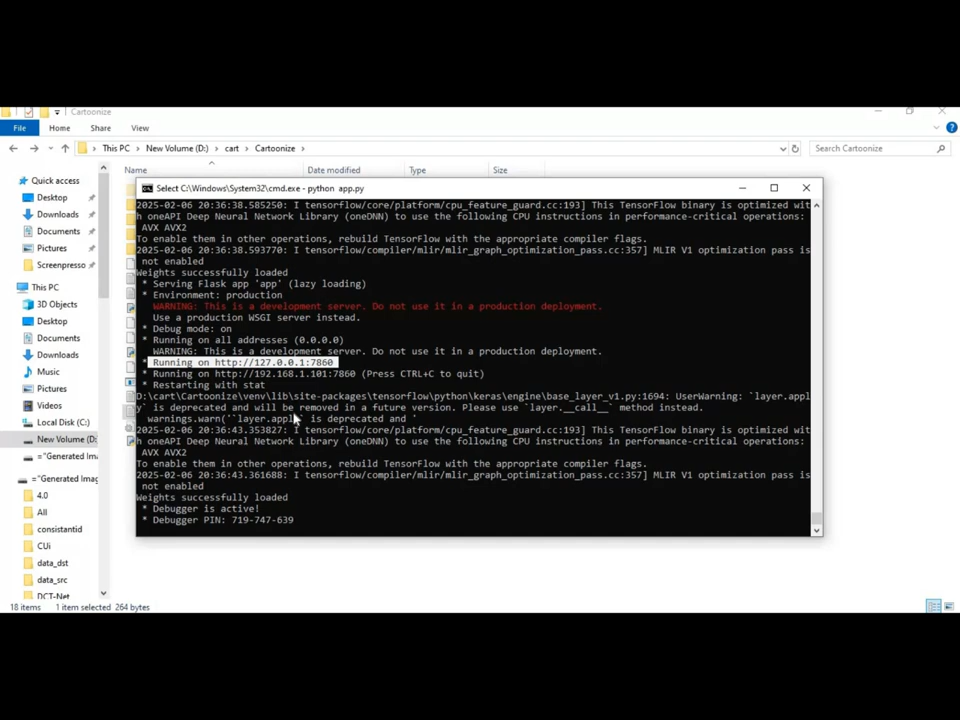 Cartoonize
File Home Share View
This PC New Volume (D:) cart Cartoonize
Search Cartoonize
Name Date modified Type Size
Quick access
Desktop
Downloads
Documents
Pictures
Screenpresso
This PC
3D Objects
Desktop
Documents
Downloads
Music
Pictures
Videos
Local Disk (C:)
New Volume (D:
="Generated Ima
="Generated Imag
4.0
All
consistantid
CUi
data_dst
data_src
DCT-Net
Select C:\Windows\System32\cmd.exe - python app.py
2025-02-06 20:36:38.585250: I tensorflow/core/platform/cpu_feature_guard.cc:193] This TensorFlow binary is optimized wit
h oneAPI Deep Neural Network Library (oneDNN) to use the following CPU instructions in performance-critical operations:
AVX AVX2
To enable them in other operations, rebuild TensorFlow with the appropriate compiler flags.
2025-02-06 20:36:38.593770: I tensorflow/compiler/mlir/mlir_graph_optimization_pass.cc:357] MLIR V1 optimization pass is
not enabled
Weights successfully loaded
* Serving Flask app 'app' (lazy loading)
* Environment: production
WARNING: This is a development server. Do not use it in a production deployment.
Use a production WSGI server instead.
* Debug mode: on
* Running on all addresses (0.0.0.0)
WARNING: This is a development server. Do not use it in a production deployment.
* Running on http://127.0.0.1:7860
* Running on http://192.168.1.101:7860 (Press CTRL+C to quit)
* Restarting with stat
D:\cart\Cartoonize\venv\lib\site-packages\tensorflow\python\keras\engine\base_layer_v1.py:1694: UserWarning: `layer.appl
y` is deprecated and will be removed in a future version. Please use `layer.__call__` method instead.
warnings.warn('`layer.apply` is deprecated and '
2025-02-06 20:36:43.353827: I tensorflow/core/platform/cpu_feature_guard.cc:193] This TensorFlow binary is optimized wit
h oneAPI Deep Neural Network Library (oneDNN) to use the following CPU instructions in performance-critical operations:
AVX AVX2
To enable them in other operations, rebuild TensorFlow with the appropriate compiler flags.
2025-02-06 20:36:43.361688: I tensorflow/compiler/mlir/mlir_graph_optimization_pass.cc:357] MLIR V1 optimization pass is
not enabled
Weights successfully loaded
* Debugger is active!
* Debugger PIN: 719-747-639
18 items 1 item selected 264 bytes